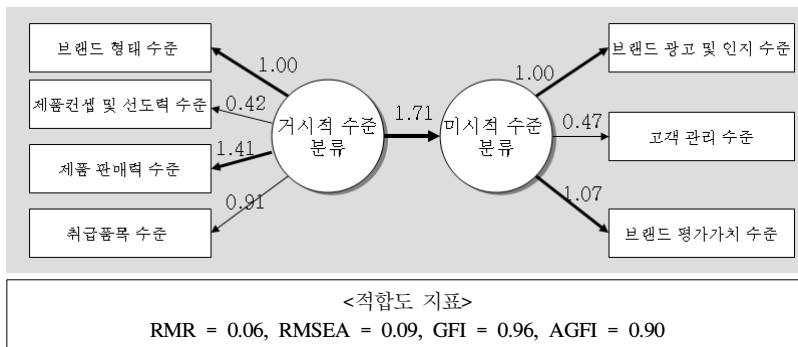 브랜드 형태 수준
1.00
제품컨셉 및 선도력 수준
0.42
제품 판매력 수준
1.41
취급품목 수준
0.91
거시적 수준
분류
1.71
미시적 수준
분류
1.00
브랜드 광고 및 인지 수준
0.47
고객 관리 수준
1.07
브랜드 평가가치 수준
<적합도 지표>
RMR = 0.06, RMSEA = 0.09, GFI = 0.96, AGFI = 0.90